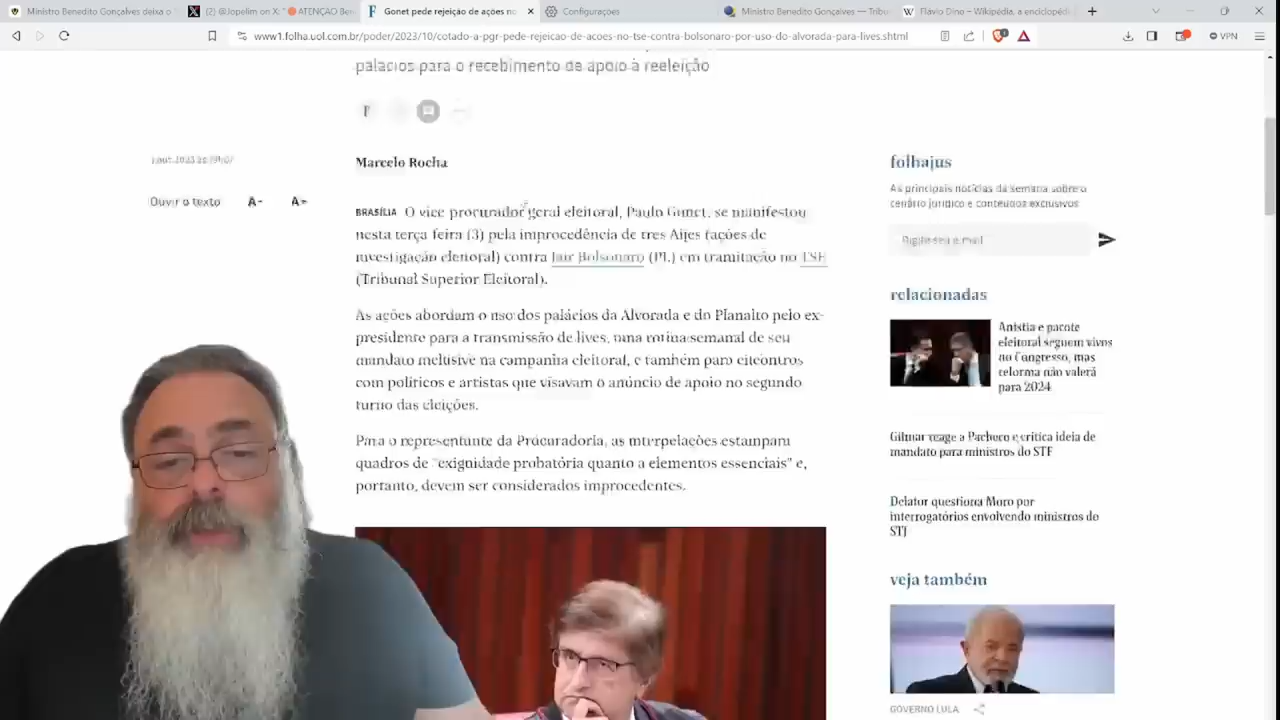 Ministro Benedito Gonçalves deixa o
(2) @Jopelim on X: "🔴 ATENÇÃO Be
Gonet pede rejeição de ações no
Configurações
Ministro Benedito Gonçalves — Tribu
Flávio Dino – Wikipédia, a enciclopéd
www1.folha.uol.com.br/poder/2023/10/cotado-a-pgr-pede-rejeicao-de-acoes-no-tse-contra-bolsonaro-por-uso-do-alvorada-para-lives.shtml
VPN
palácios para o recebimento de apoio à reeleição
Marcelo Rocha
Ouvir o texto
A-
A+
BRASÍLIA O vice procurador geral eleitoral, Paulo Gonet, se manifestou
nesta terça feira (3) pela improcedência de três Aijes (ações de
investigação eleitoral) contra Jair Bolsonaro (PL) em tramitação no TSE
(Tribunal Superior Eleitoral).
As ações abordam o uso dos palácios da Alvorada e do Planalto pelo ex-
presidente para a transmissão de lives, uma rotina semanal de seu
mandato inclusive na campanha eleitoral, e também para encontros
com políticos e artistas que visavam o anúncio de apoio no segundo
turno das eleições.
Para o representante da Procuradoria, as interpelações estampam
quadros de "exiguidade probatória quanto a elementos essenciais" e,
portanto, devem ser considerados improcedentes.
folhajus
As principais notícias da semana sobre o
cenário jurídico e conteúdos exclusivos
Digite seu e-mail
relacionadas
Anistia e pacote
eleitoral seguem vivos
no Congresso, mas
reforma não valerá
para 2024
Gilmar reage a Pacheco e critica ideia de
mandato para ministros do STF
Delator questiona Moro por
interrogatórios envolvendo ministros do
STJ
veja também
GOVERNO LULA